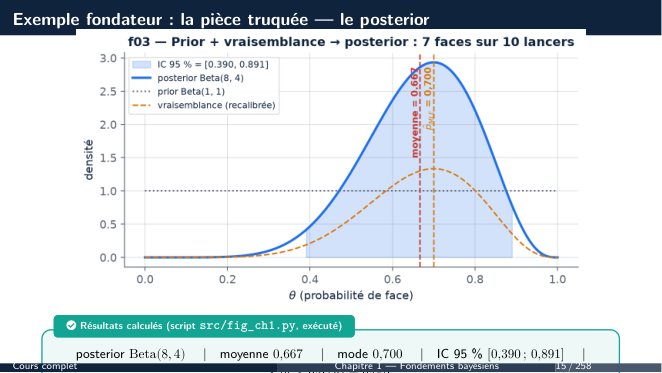 Exemple fondateur : la pièce truquée — le posterior
f03 — Prior + vraisemblance → posterior : 7 faces sur 10 lancers
IC 95 % = [0.390, 0.891]
posterior Beta(8, 4)
prior Beta(1, 1)
vraisemblance (recalibrée)
moyenne = 0.667
= 0.700
densité
3.0
2.5
2.0
1.5
1.0
0.5
0.0
0.0 0.2 0.4 0.6 0.8 1.0
θ (probabilité de face)
Résultats calculés (script src/fig_ch1.py, exécuté)
posterior Beta(8, 4) | moyenne 0,667 | mode 0,700 | IC 95 % [0,390 ; 0,891] |
Cours complet Chapitre 1 — Fondements bayésiens 15 / 258